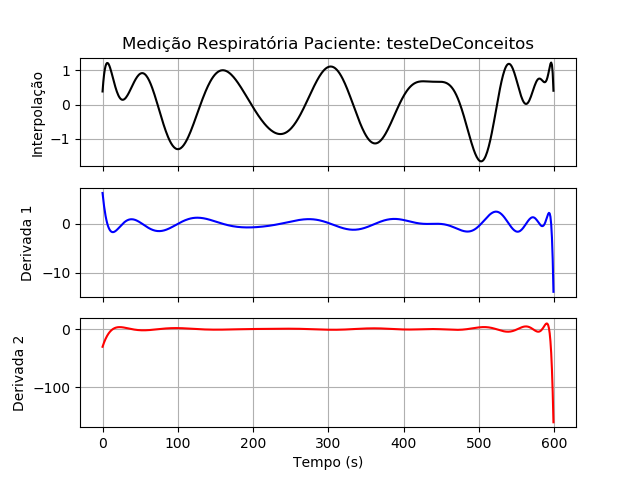 Medição Respiratória Paciente: testeDeConceitos
Interpolação
1
0
−1
Derivada 1
0
−10
Derivada 2
0
−100
0 100 200 300 400 500 600
Tempo (s)